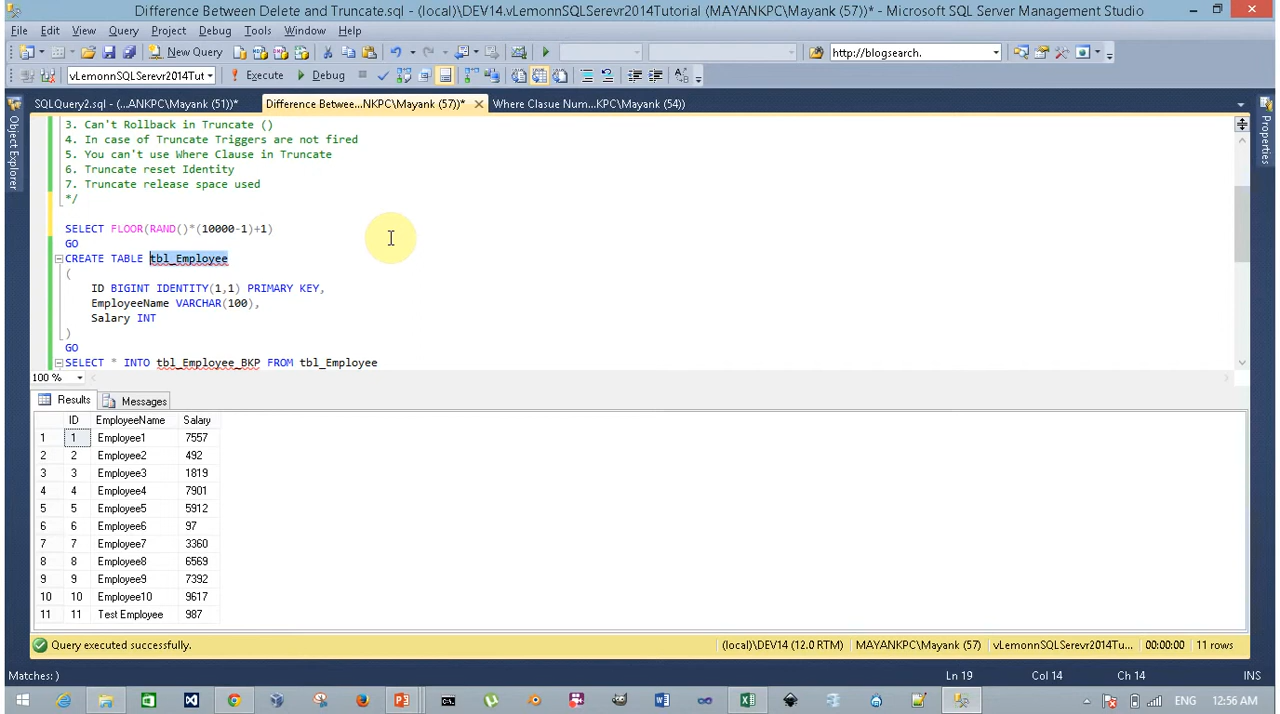 Difference Between Delete and Truncate.sql - (local)\DEV14.vLemonnSQLSerevr2014Tutorial (MAYANKPC\Mayank (57))* - Microsoft SQL Server Management Studio
File Edit View Query Project Debug Tools Window Help
New Query http://blogsearch.
vLemonnSQLSerevr2014Tut Execute Debug
SQLQuery2.sql - (...ANKPC\Mayank (51))* Difference Betwee...NKPC\Mayank (57))* Where Clasue Num...KPC\Mayank (54))
Object Explorer
Properties
3. Can't Rollback in Truncate ()
4. In case of Truncate Triggers are not fired
5. You can't use Where Clause in Truncate
6. Truncate reset Identity
7. Truncate release space used
*/
SELECT FLOOR(RAND()*(10000-1)+1)
GO
CREATE TABLE tbl_Employee
(
ID BIGINT IDENTITY(1,1) PRIMARY KEY,
EmployeeName VARCHAR(100),
Salary INT
)
GO
SELECT * INTO tbl_Employee_BKP FROM tbl_Employee
100 %
Results Messages
ID EmployeeName Salary
1 1 Employee1 7557
2 2 Employee2 492
3 3 Employee3 1819
4 4 Employee4 7901
5 5 Employee5 5912
6 6 Employee6 97
7 7 Employee7 3360
8 8 Employee8 6569
9 9 Employee9 7392
10 10 Employee10 9617
11 11 Test Employee 987
Query executed successfully. (local)\DEV14 (12.0 RTM) MAYANKPC\Mayank (57) vLemonnSQLSerevr2014Tu... 00:00:00 11 rows
Matches: ) Ln 19 Col 14 Ch 14 INS
ENG 12:56 AM